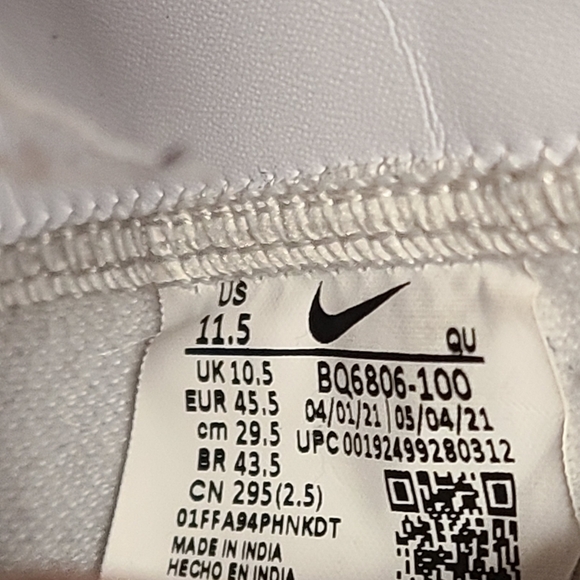 US
11.5
QU
UK 10.5
BQ6806-100
EUR 45.5
04/01/21|05/04/21
cm 29.5
UPC 00192499280312
BR 43.5
CN 295(2.5)
01FFA94PHNKDT
MADE IN INDIA
HECHO EN INDIA